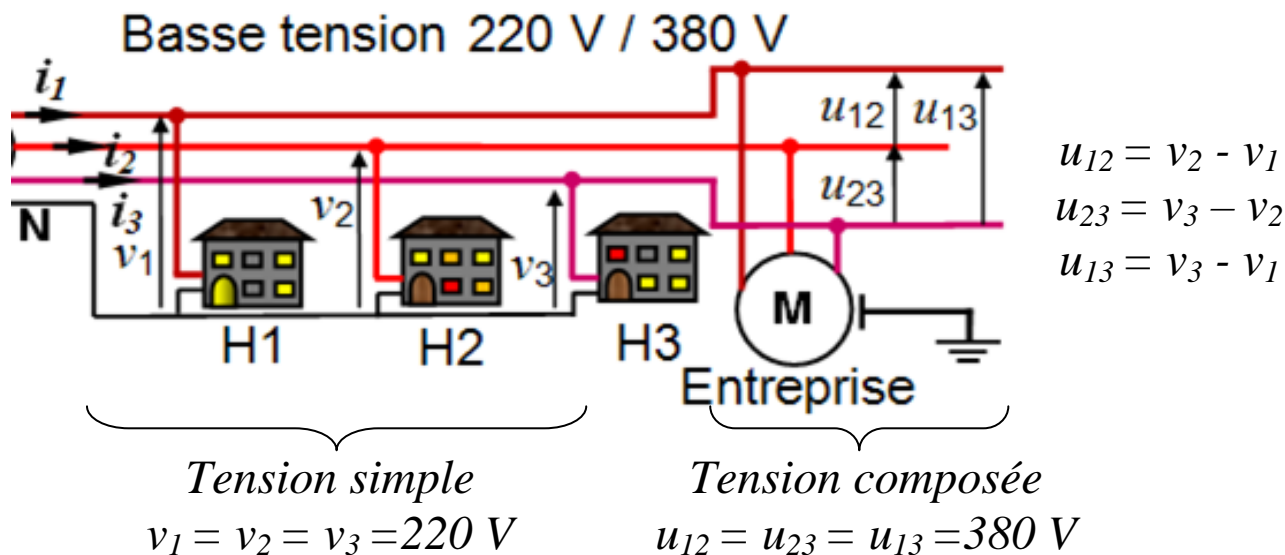 Basse tension 220 V / 380 V
i1
i2
i3
N
v1
v2
v3
u12
u13
u23
u12 = v2 - v1
u23 = v3 – v2
u13 = v3 - v1
M
H1
H2
H3
Entreprise
Tension simple
v1 = v2 = v3 =220 V
Tension composée
u12 = u23 = u13 =380 V